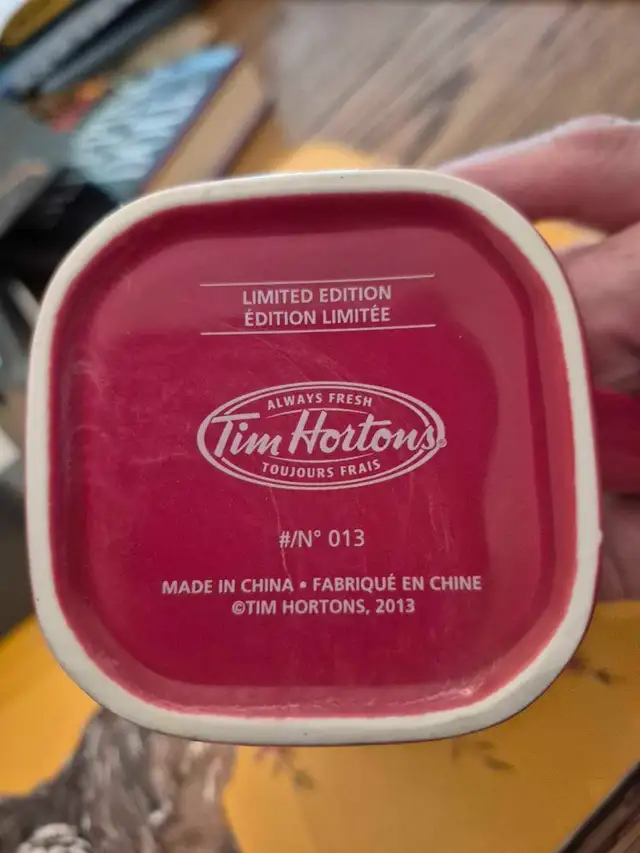 LIMITED EDITION
ÉDITION LIMITÉE
ALWAYS FRESH
Tim Hortons®
TOUJOURS FRAIS
#/N° 013
MADE IN CHINA • FABRIQUÉ EN CHINE
©TIM HORTONS, 2013